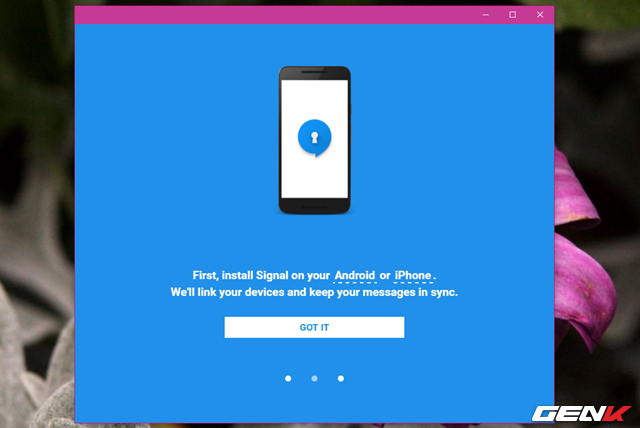 First, install Signal on your Android or iPhone.
We'll link your devices and keep your messages in sync.
GOT IT
GENK